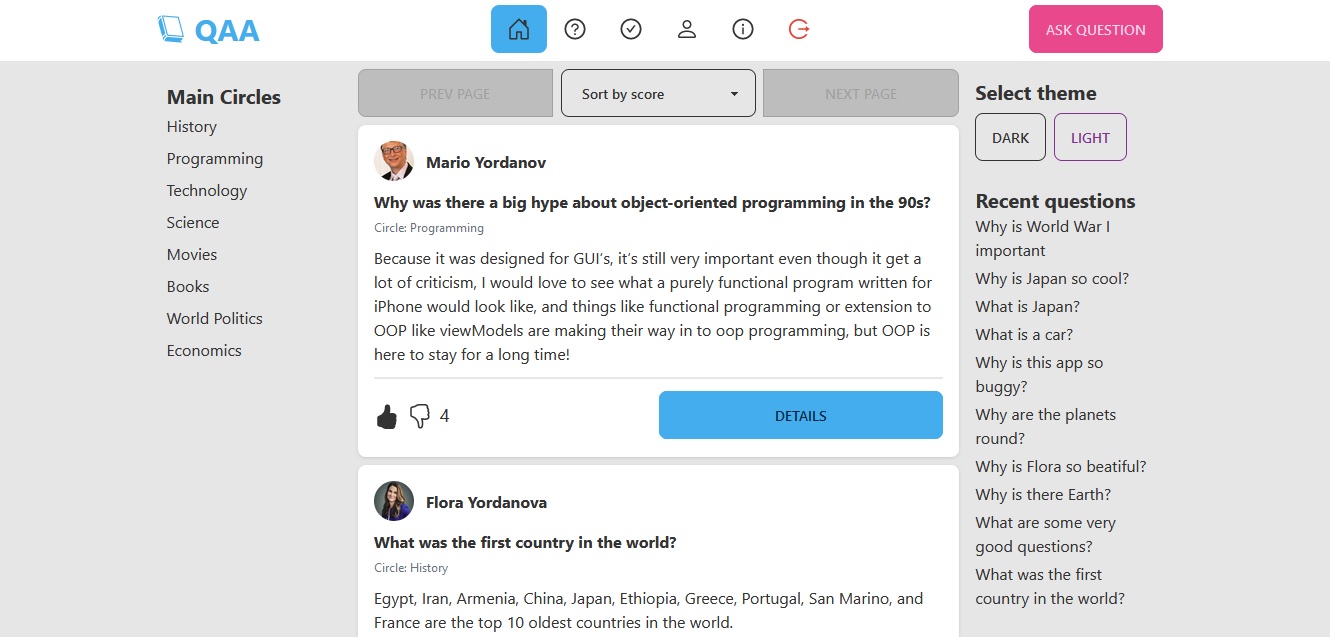 QAA
ASK QUESTION
Main Circles
History
Programming
Technology
Science
Movies
Books
World Politics
Economics
PREV PAGE
Sort by score
NEXT PAGE
Mario Yordanov
Why was there a big hype about object-oriented programming in the 90s?
Circle: Programming
Because it was designed for GUI's, it's still very important even though it get a
lot of criticism, I would love to see what a purely functional program written for
iPhone would look like, and things like functional programming or extension to
OOP like viewModels are making their way in to oop programming, but OOP is
here to stay for a long time!
4
DETAILS
Flora Yordanova
What was the first country in the world?
Circle: History
Egypt, Iran, Armenia, China, Japan, Ethiopia, Greece, Portugal, San Marino, and
France are the top 10 oldest countries in the world.
Select theme
DARK
LIGHT
Recent questions
Why is World War I
important
Why is Japan so cool?
What is Japan?
What is a car?
Why is this app so
buggy?
Why are the planets
round?
Why is Flora so beatiful?
Why is there Earth?
What are some very
good questions?
What was the first
country in the world?